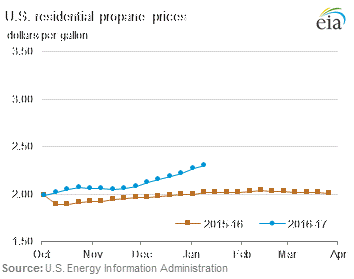 U.S. residential propane prices
dollars per gallon
eia
3.50
3.00
2.50
2.00
1.50
Oct Nov Dec Jan Feb Mar Apr
2015-16 2016-17
Source: U.S. Energy Information Administration